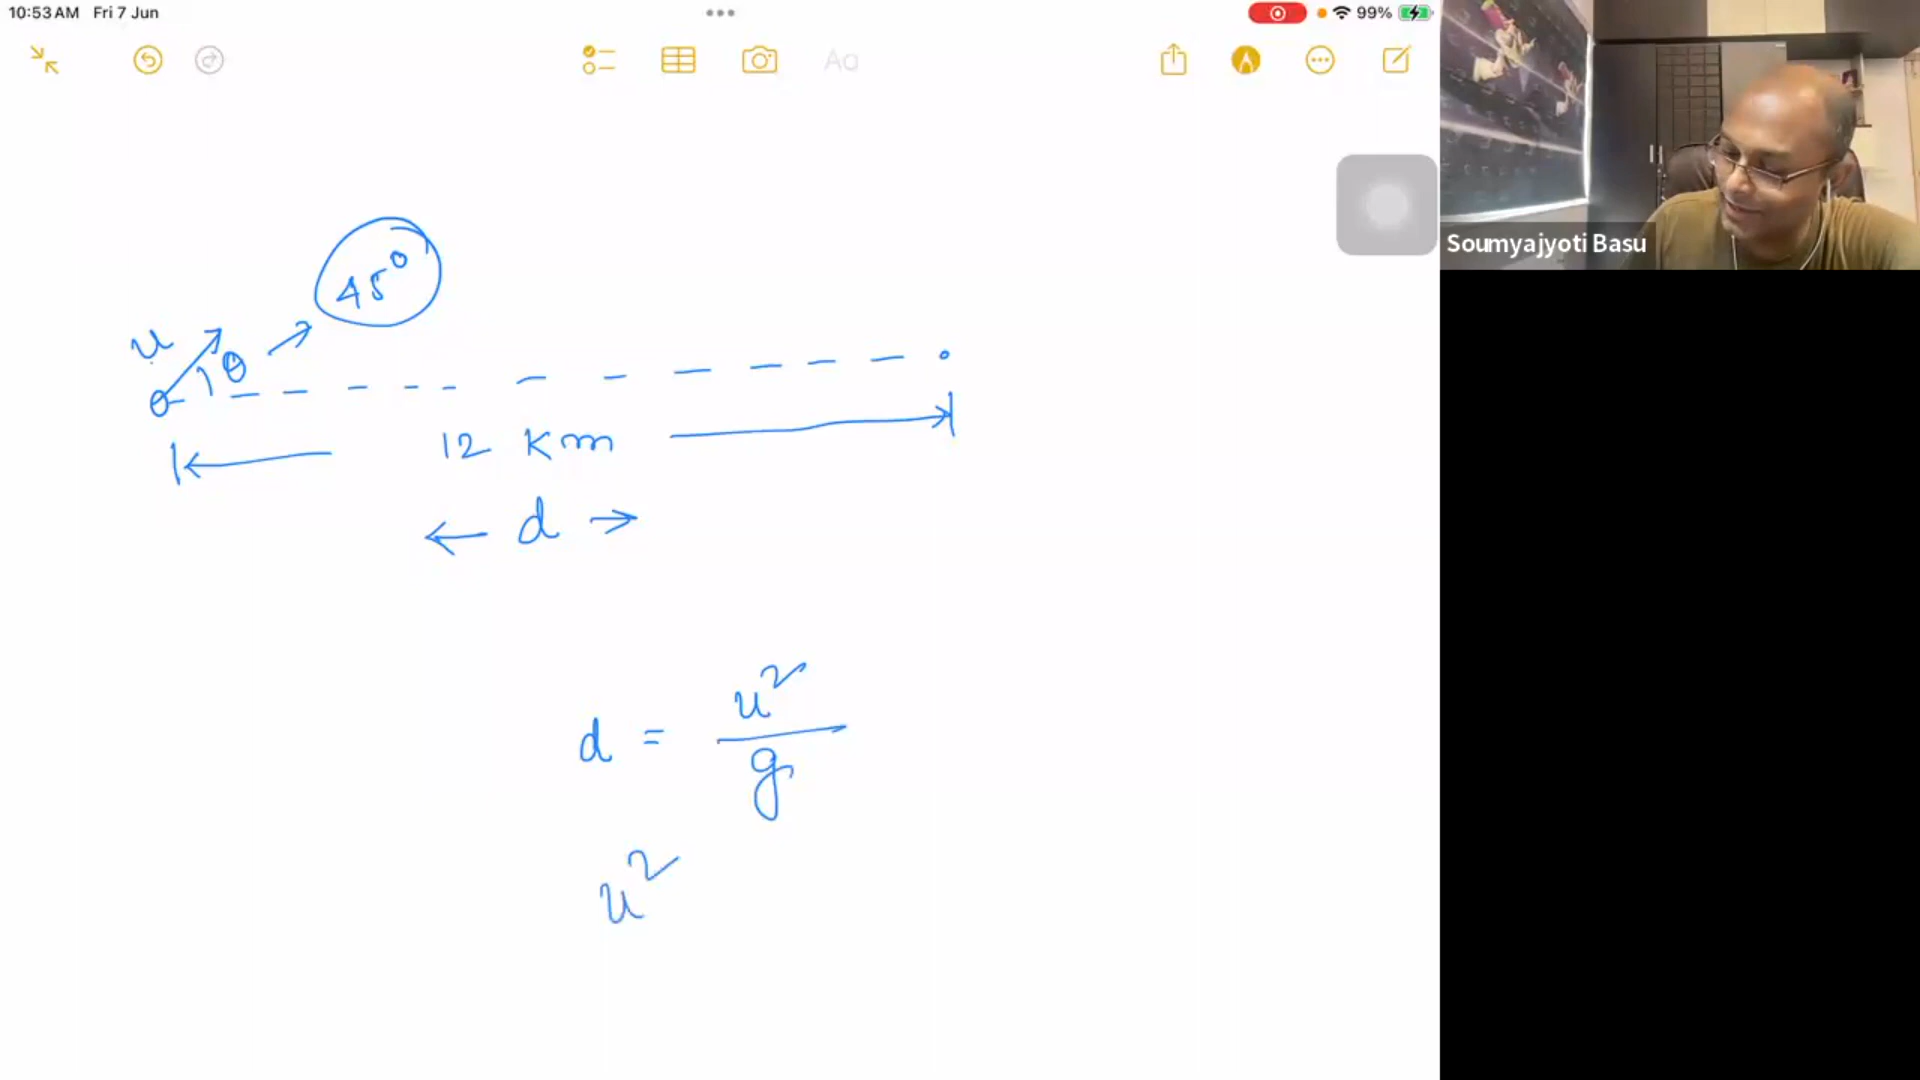 10:53 AM Fri 7 Jun
99%
Aa
Soumyajyoti Basu
45°
u
θ
12 Km
← d →
d = u²/g
u²